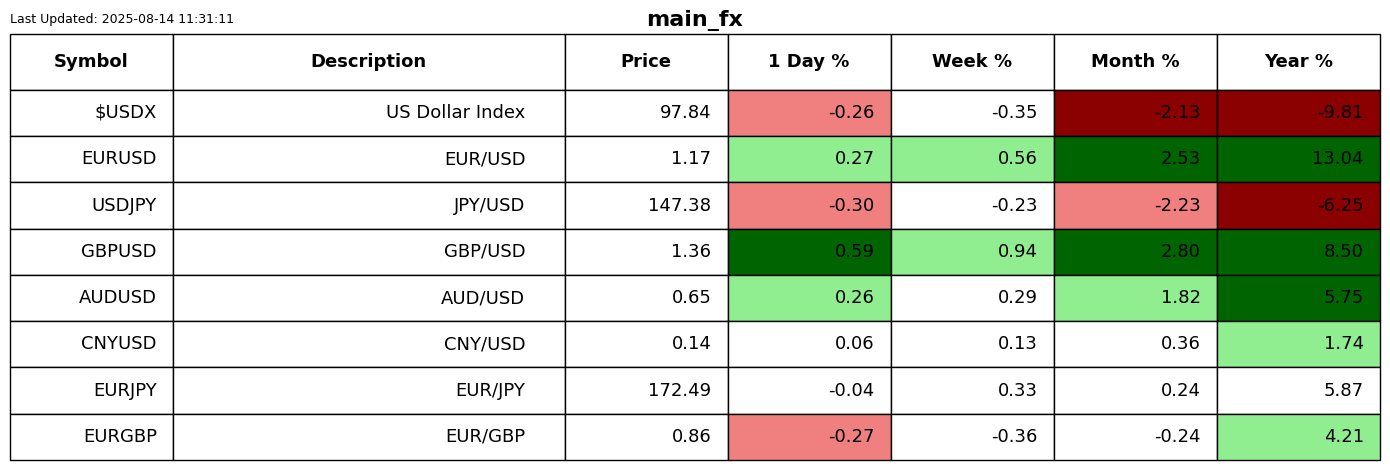 Last Updated: 2025-08-14 11:31:11
main_fx
Symbol Description Price 1 Day % Week % Month % Year %
$USDX US Dollar Index 97.84 -0.26 -0.35 -2.13 -9.81
EURUSD EUR/USD 1.17 0.27 0.56 2.53 13.04
USDJPY JPY/USD 147.38 -0.30 -0.23 -2.23 -6.25
GBPUSD GBP/USD 1.36 0.59 0.94 2.80 8.50
AUDUSD AUD/USD 0.65 0.26 0.29 1.82 5.75
CNYUSD CNY/USD 0.14 0.06 0.13 0.36 1.74
EURJPY EUR/JPY 172.49 -0.04 0.33 0.24 5.87
EURGBP EUR/GBP 0.86 -0.27 -0.36 -0.24 4.21